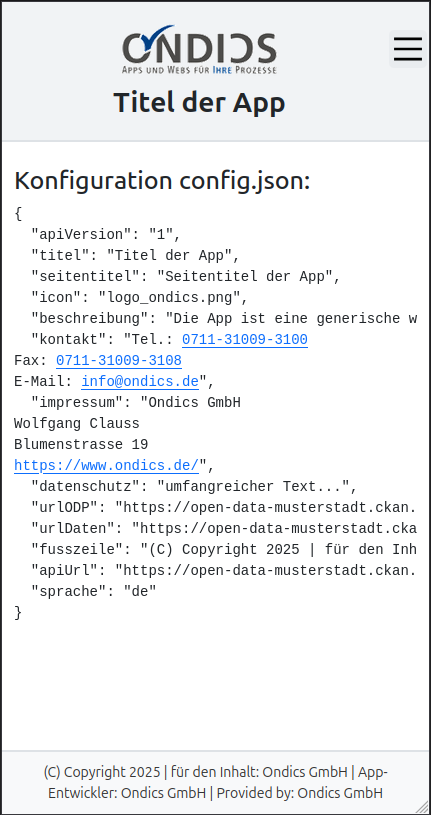 ONDICS
APPS UND WEBS FÜR IHRE PROZESSE
Titel der App
Konfiguration config.json:
{
  "apiVersion": "1",
  "titel": "Titel der App",
  "seitentitel": "Seitentitel der App",
  "icon": "logo_ondics.png",
  "beschreibung": "Die App ist eine generische w
  "kontakt": "Tel.: 0711-31009-3100
Fax: 0711-31009-3108
E-Mail: info@ondics.de",
  "impressum": "Ondics GmbH
Wolfgang Clauss
Blumenstrasse 19
https://www.ondics.de/",
  "datenschutz": "umfangreicher Text...",
  "urlODP": "https://open-data-musterstadt.ckan.
  "urlDaten": "https://open-data-musterstadt.cka
  "fusszeile": "(C) Copyright 2025 | für den Inh
  "apiUrl": "https://open-data-musterstadt.ckan.
  "sprache": "de"
}
(C) Copyright 2025 | für den Inhalt: Ondics GmbH | App-
Entwickler: Ondics GmbH | Provided by: Ondics GmbH